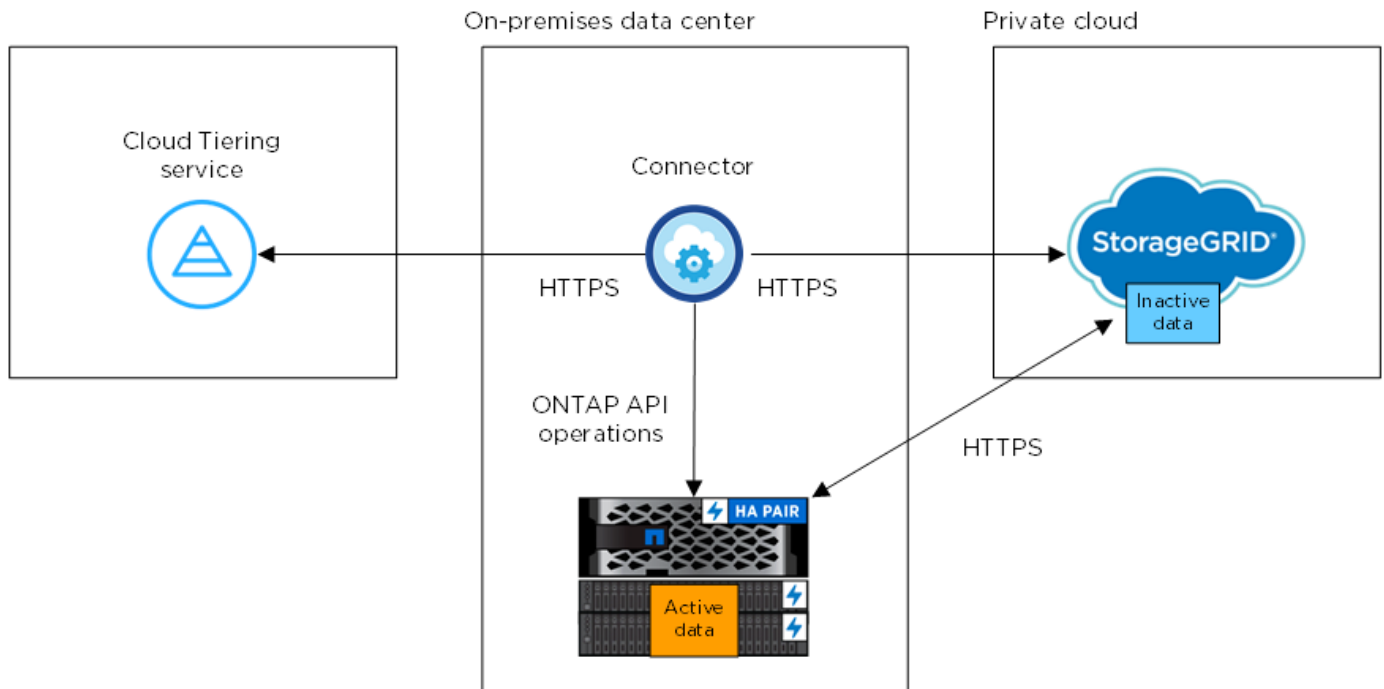 On-premises data center
Private cloud
Cloud Tiering
service
Connector
StorageGRID®
HTTPS
HTTPS
Inactive
data
ONTAP API
operations
HTTPS
HA PAIR
Active
data